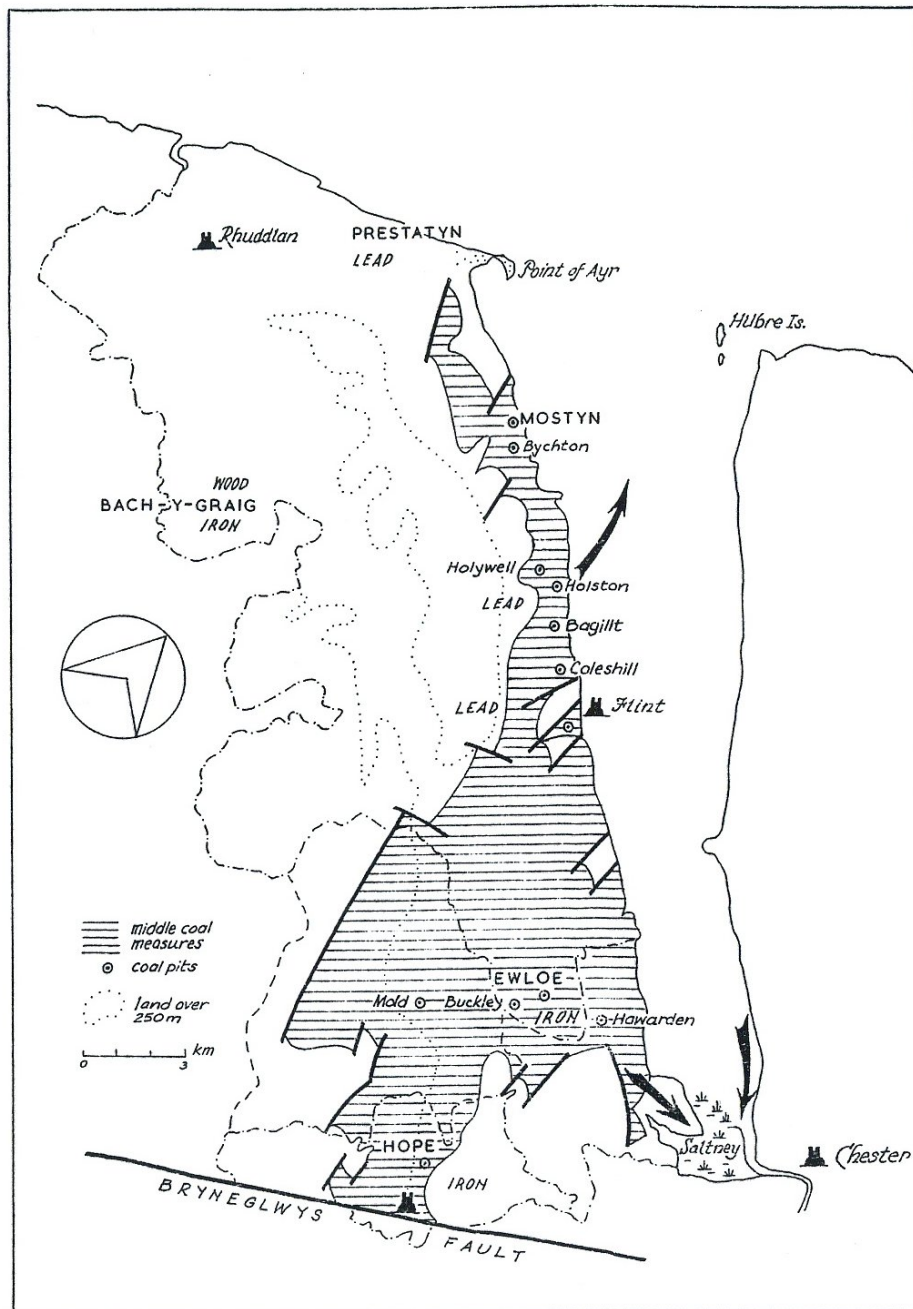 Rhuddlan
PRESTATYN
LEAD
Point of Ayr
Hilbre Is.
MOSTYN
Bychton
WOOD
BACH-Y-GRAIG
IRON
Holywell
Holston
LEAD
Bagillt
Coleshill
LEAD
Flint
middle coal
measures
coal pits
land over
250m
0 3 km
EWLOE
Mold
Buckley
IRON
Hawarden
Saltney
Chester
HOPE
IRON
BRYNEGLWYS FAULT